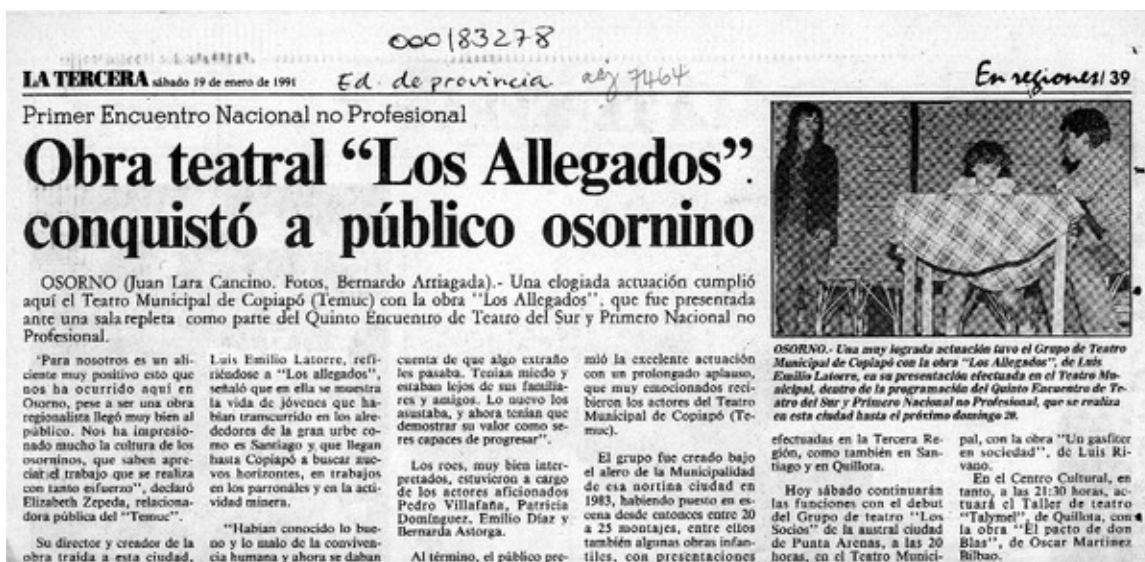 000183278
LA TERCERA sábado 19 de enero de 1991
Ed. de provincia
7464
En regiones/ 39
Primer Encuentro Nacional no Profesional
Obra teatral “Los Allegados”
conquistó a público osornino
OSORNO (Juan Lara Cancino. Fotos, Bernardo Arriagada).- Una elogiada actuación cumplió
aquí el Teatro Municipal de Copiapó (Temuc) con la obra "Los Allegados", que fue presentada
ante una sala repleta como parte del Quinto Encuentro de Teatro del Sur y Primero Nacional no
Profesional.
"Para nosotros es un ali-
ciente muy positivo esto que
nos ha ocurrido aquí en
Osorno, pese a ser una obra
regionalista llegó muy bien al
público. Nos ha impresio-
nado mucho la cultura de los
osorninos, que saben apre-
ciar el trabajo que se realiza
con tanto esfuerzo", declaró
Elizabeth Zepeda, relaciona-
dora pública del "Temuc".
Su director y creador de la
obra traída a esta ciudad,
Luis Emilio Latorre, refi-
riéndose a "Los allegados",
señaló que en ella se muestra
la vida de jóvenes que ha-
bían transcurrido en los alre-
dedores de la gran urbe co-
mo es Santiago y que llegan
hasta Copiapó a buscar nue-
vos horizontes, en trabajos
en los parronales y en la acti-
vidad minera.
"Habían conocido lo bue-
no y lo malo de la conviven-
cia humana y ahora se daban
cuenta de que algo extraño
les pasaba. Tenían miedo y
estaban lejos de sus familia-
res y amigos. Lo nuevo los
asustaba, y ahora tenían que
demostrar su valor como se-
res capaces de progresar".
Los roes, muy bien inter-
pretados, estuvieron a cargo
de los actores aficionados
Pedro Villafaña, Patricia
Domínguez, Emilio Díaz y
Bernarda Astorga.
Al término, el público pre-
mió la excelente actuación
con un prolongado aplauso,
que muy emocionados reci-
bieron los actores del Teatro
Municipal de Copiapó (Te-
muc).
El grupo fue creado bajo
el alero de la Municipalidad
de esa nortina ciudad en
1983, habiendo puesto en es-
cena desde entonces entre 20
a 25 montajes, entre ellos
también algunas obras infan-
tiles, con presentaciones
OSORNO.- Una muy lograda actuación tuvo el Grupo de Teatro
Municipal de Copiapó con la obra "Los Allegados", de Luis
Emilio Latorre, en su presentación efectuada en el Teatro Mu-
nicipal, dentro de la programación del Quinto Encuentro de Te-
atro del Sur y Primero Nacional no Profesional, que se realiza
en esta ciudad hasta el próximo domingo 20.
efectuadas en la Tercera Re-
gión, como también en San-
tiago y en Quillota.
Hoy sábado continuarán
las funciones con el debut
del Grupo de teatro "Los
Socios" de la austral ciudad
de Punta Arenas, a las 20
horas, en el Teatro Munici-
pal, con la obra "Un gasfiter
en sociedad", de Luis Ri-
vano.
En el Centro Cultural, en
tanto, a las 21:30 horas, ac-
tuará el Taller de teatro
"Talymel", de Quillota, con
la obra "El pacto de don
Blas", de Oscar Martínez
Bilbao.